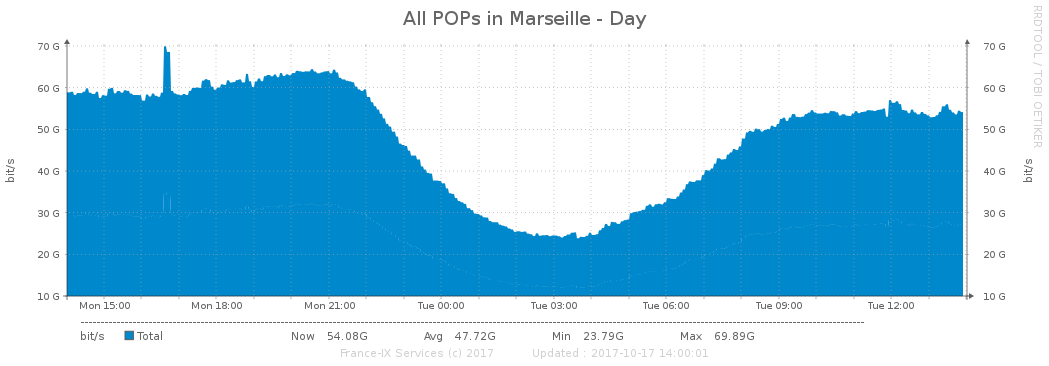 All POPs in Marseille - Day
RRDTOOL / TOBI OETIKER
70 G 70 G
60 G 60 G
50 G 50 G
40 G 40 G
30 G 30 G
20 G 20 G
10 G 10 G
bit/s
bit/s
Mon 15:00 Mon 18:00 Mon 21:00 Tue 00:00 Tue 03:00 Tue 06:00 Tue 09:00 Tue 12:00
bit/s Total Now 54.08G Avg 47.72G Min 23.79G Max 69.89G
France-IX Services (c) 2017 Updated : 2017-10-17 14:00:01